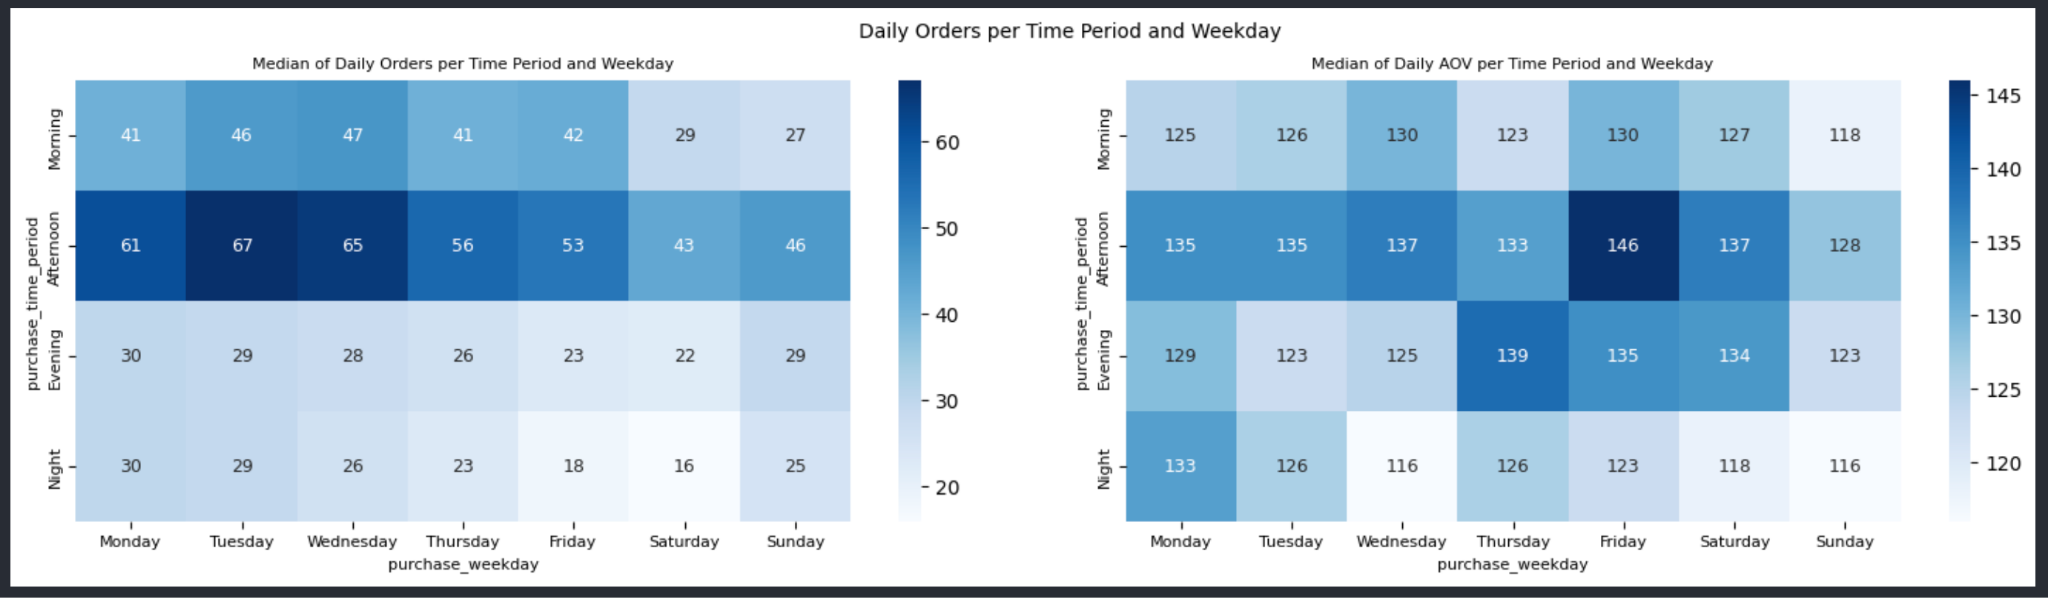 Daily Orders per Time Period and Weekday
Median of Daily Orders per Time Period and Weekday
purchase_time_period
Morning
41 46 47 41 42 29 27
Afternoon
61 67 65 56 53 43 46
Evening
30 29 28 26 23 22 29
Night
30 29 26 23 18 16 25
Monday Tuesday Wednesday Thursday Friday Saturday Sunday
purchase_weekday
60
50
40
30
20
Median of Daily AOV per Time Period and Weekday
purchase_time_period
Morning
125 126 130 123 130 127 118
Afternoon
135 135 137 133 146 137 128
Evening
129 123 125 139 135 134 123
Night
133 126 116 126 123 118 116
Monday Tuesday Wednesday Thursday Friday Saturday Sunday
purchase_weekday
145
140
135
130
125
120